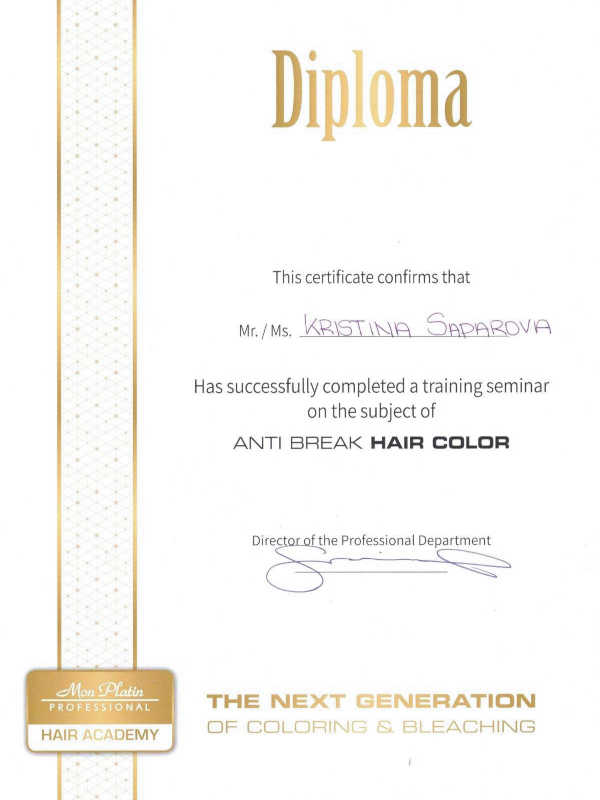 Diploma
This certificate confirms that
Mr. / Ms. KRISTINA SAPAROVA
Has successfully completed a training seminar
on the subject of
ANTI BREAK HAIR COLOR
Director of the Professional Department
Mon Platin
PROFESSIONAL
HAIR ACADEMY
THE NEXT GENERATION
OF COLORING & BLEACHING